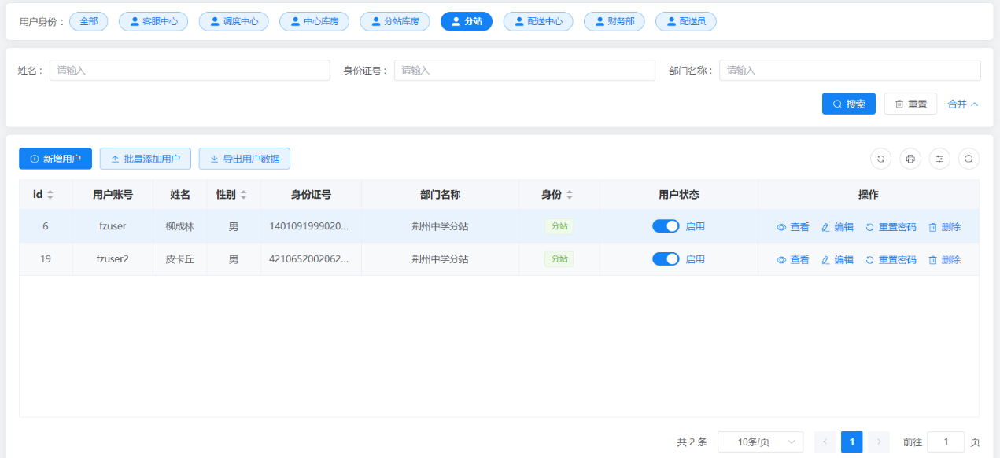 用户身份： 全部 客服中心 调度中心 中心库房 分站库房 分站 配送中心 财务部 配送员
姓名： 请输入 身份证号： 请输入 部门名称： 请输入
搜索 重置 合并
新增用户 批量添加用户 导出用户数据
id 用户账号 姓名 性别 身份证号 部门名称 身份 用户状态 操作
6 fzuser 柳成林 男 1401091999020... 荆州中学分站 分站 启用 查看 编辑 重置密码 删除
19 fzuser2 皮卡丘 男 4210652002062... 荆州中学分站 分站 启用 查看 编辑 重置密码 删除
共 2 条 10条/页 1 前往 1 页